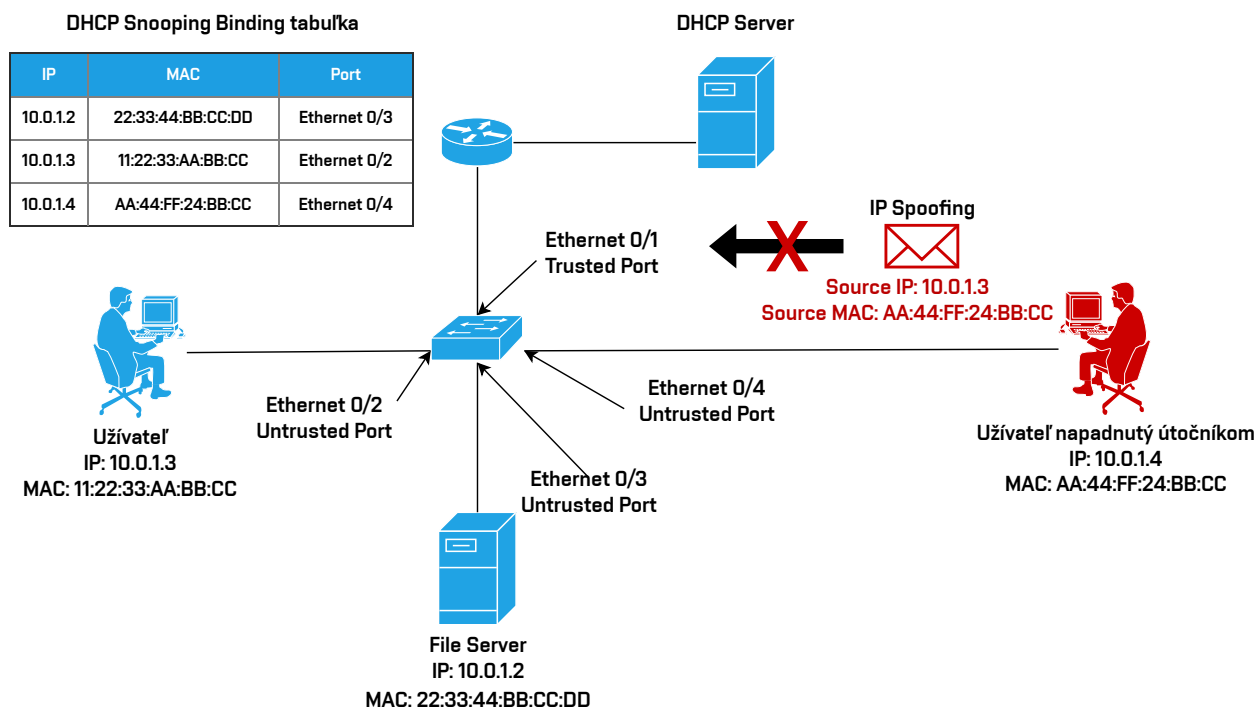 DHCP Snooping Binding tabuľka
DHCP Server
IP MAC Port
10.0.1.2 22:33:44:BB:CC:DD Ethernet 0/3
10.0.1.3 11:22:33:AA:BB:CC Ethernet 0/2
10.0.1.4 AA:44:FF:24:BB:CC Ethernet 0/4
IP Spoofing
Source IP: 10.0.1.3
Source MAC: AA:44:FF:24:BB:CC
Ethernet 0/1
Trusted Port
Ethernet 0/2
Untrusted Port
Ethernet 0/4
Untrusted Port
Ethernet 0/3
Untrusted Port
Užívateľ
IP: 10.0.1.3
MAC: 11:22:33:AA:BB:CC
Užívateľ napadnutý útočníkom
IP: 10.0.1.4
MAC: AA:44:FF:24:BB:CC
File Server
IP: 10.0.1.2
MAC: 22:33:44:BB:CC:DD